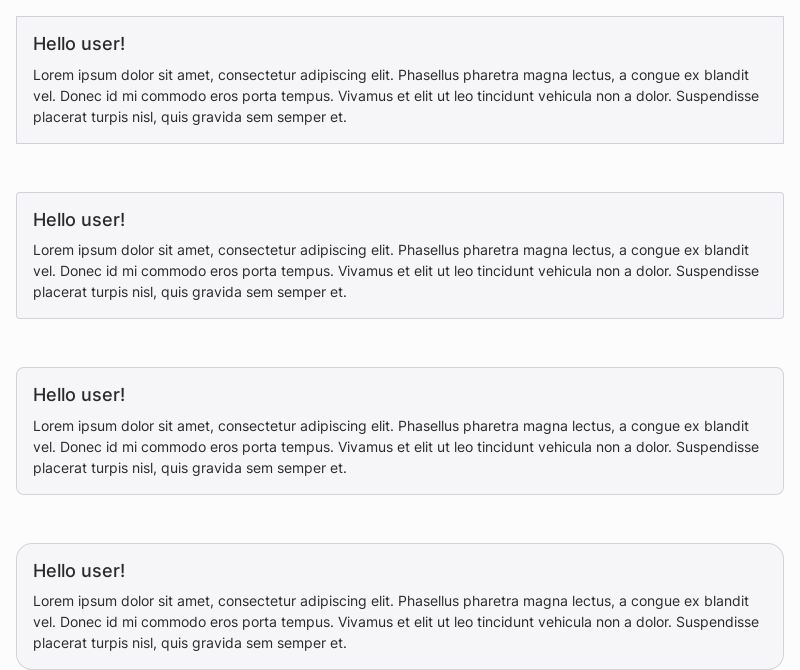 Hello user!
Lorem ipsum dolor sit amet, consectetur adipiscing elit. Phasellus pharetra magna lectus, a congue ex blandit
vel. Donec id mi commodo eros porta tempus. Vivamus et elit ut leo tincidunt vehicula non a dolor. Suspendisse
placerat turpis nisl, quis gravida sem semper et.
Hello user!
Lorem ipsum dolor sit amet, consectetur adipiscing elit. Phasellus pharetra magna lectus, a congue ex blandit
vel. Donec id mi commodo eros porta tempus. Vivamus et elit ut leo tincidunt vehicula non a dolor. Suspendisse
placerat turpis nisl, quis gravida sem semper et.
Hello user!
Lorem ipsum dolor sit amet, consectetur adipiscing elit. Phasellus pharetra magna lectus, a congue ex blandit
vel. Donec id mi commodo eros porta tempus. Vivamus et elit ut leo tincidunt vehicula non a dolor. Suspendisse
placerat turpis nisl, quis gravida sem semper et.
Hello user!
Lorem ipsum dolor sit amet, consectetur adipiscing elit. Phasellus pharetra magna lectus, a congue ex blandit
vel. Donec id mi commodo eros porta tempus. Vivamus et elit ut leo tincidunt vehicula non a dolor. Suspendisse
placerat turpis nisl, quis gravida sem semper et.